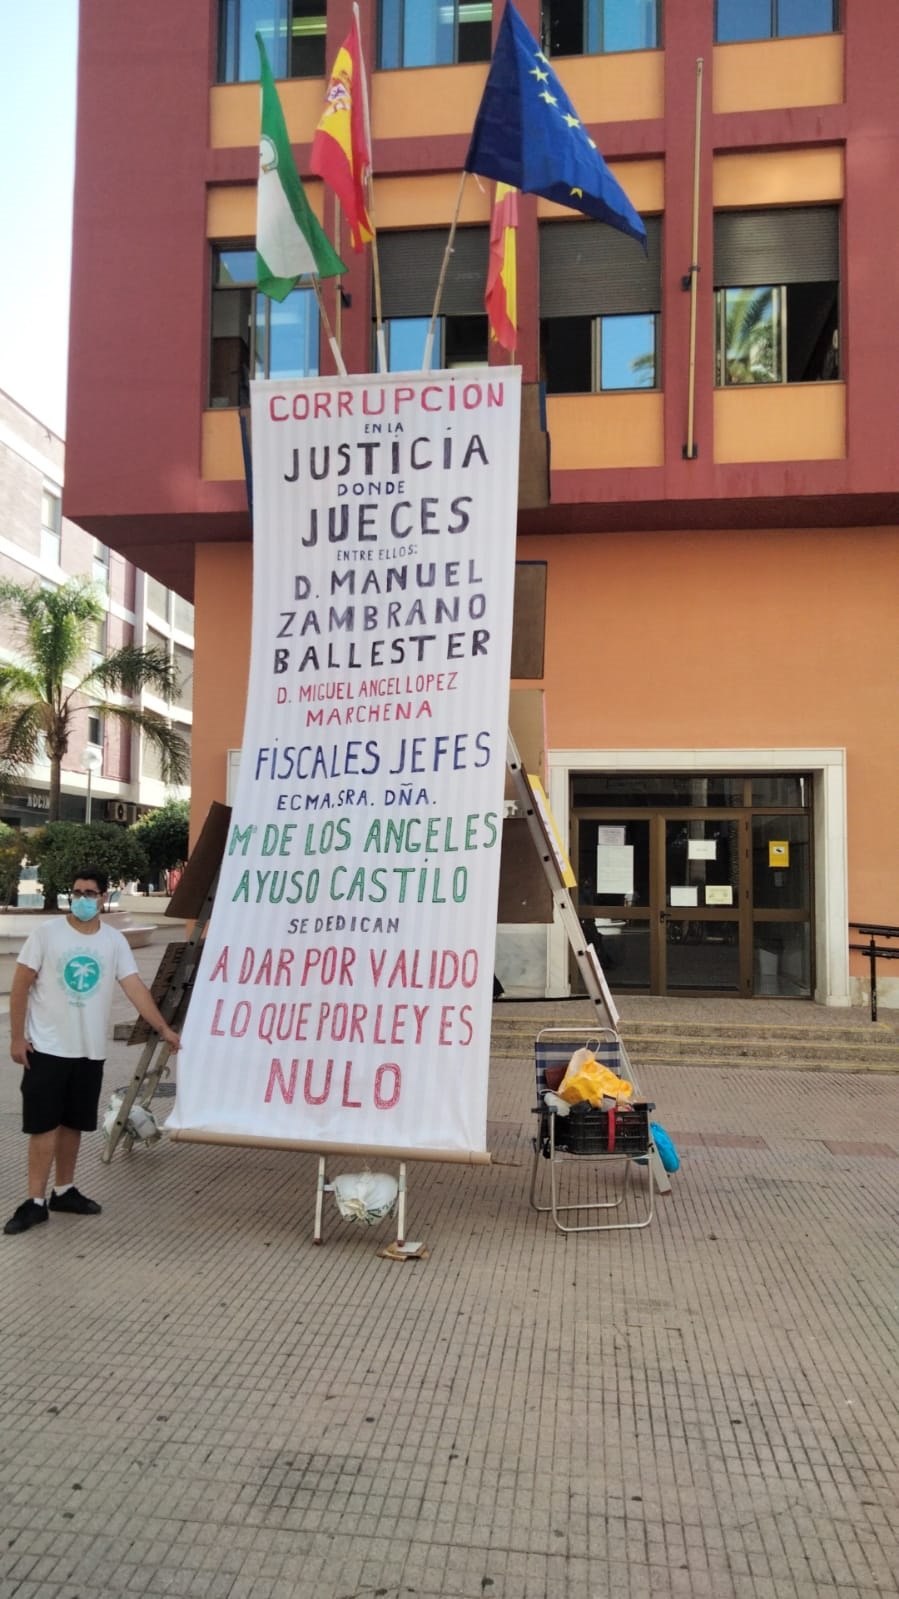 CORRUPCIÓN
EN LA
JUSTICIA
DONDE
JUECES
ENTRE ELLOS:
D. MANUEL
ZAMBRANO
BALLESTER
D. MIGUEL ANGEL LOPEZ
MARCHENA
FISCALES JEFES
ECMA. SRA. DÑA.
Mª DE LOS ANGELES
AYUSO CASTILO
SE DEDICAN
A DAR POR VALIDO
LO QUE POR LEY ES
NULO